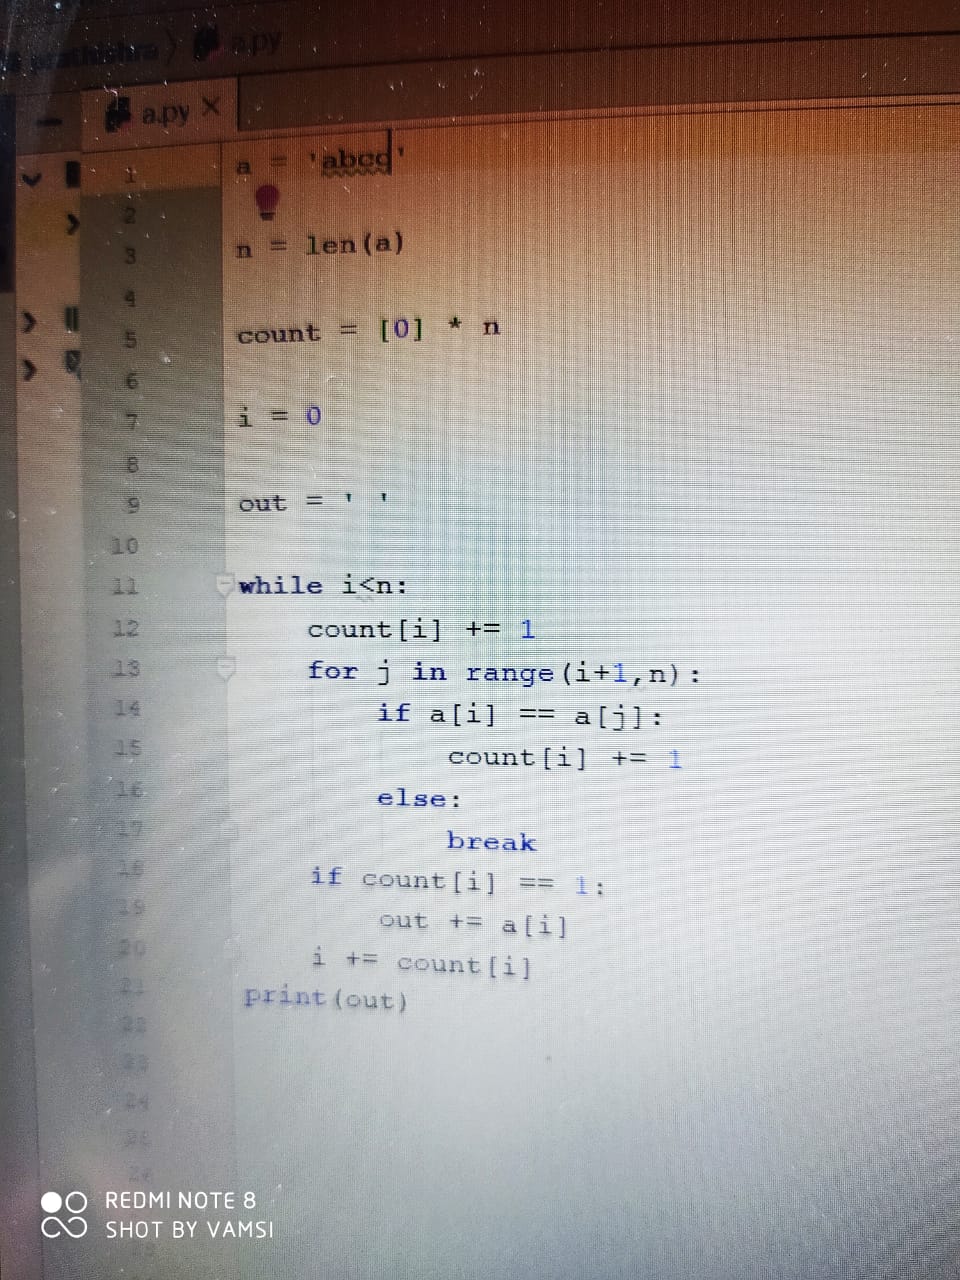 prathishra > a.py
a.py ×
1 a = 'abcd'
2
3 n = len(a)
4
5 count = [0] * n
6
7 i = 0
8
9 out = ' '
10
11 while i<n:
12 count[i] += 1
13 for j in range(i+1,n):
14 if a[i] == a[j]:
15 count[i] += 1
16 else:
17 break
18 if count[i] == 1:
19 out += a[i]
20 i += count[i]
21 print(out)
22
23
24
REDMI NOTE 8
SHOT BY VAMSI